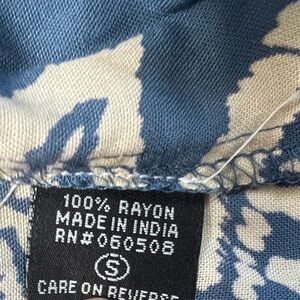 100% RAYON
MADE IN INDIA
RN#060508
S
CARE ON REVERSE